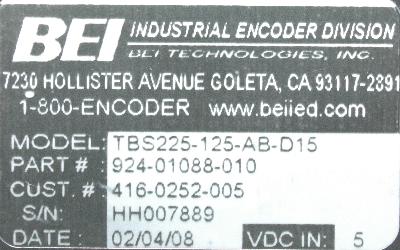 BEI INDUSTRIAL ENCODER DIVISION
BEI TECHNOLOGIES, INC.
7230 HOLLISTER AVENUE GOLETA, CA 93117-2891
1-800-ENCODER www.beiied.com
MODEL: TBS225-125-AB-D15
PART # : 924-01088-010
CUST. # : 416-0252-005
S/N: HH007889
DATE : 02/04/08 VDC IN: 5